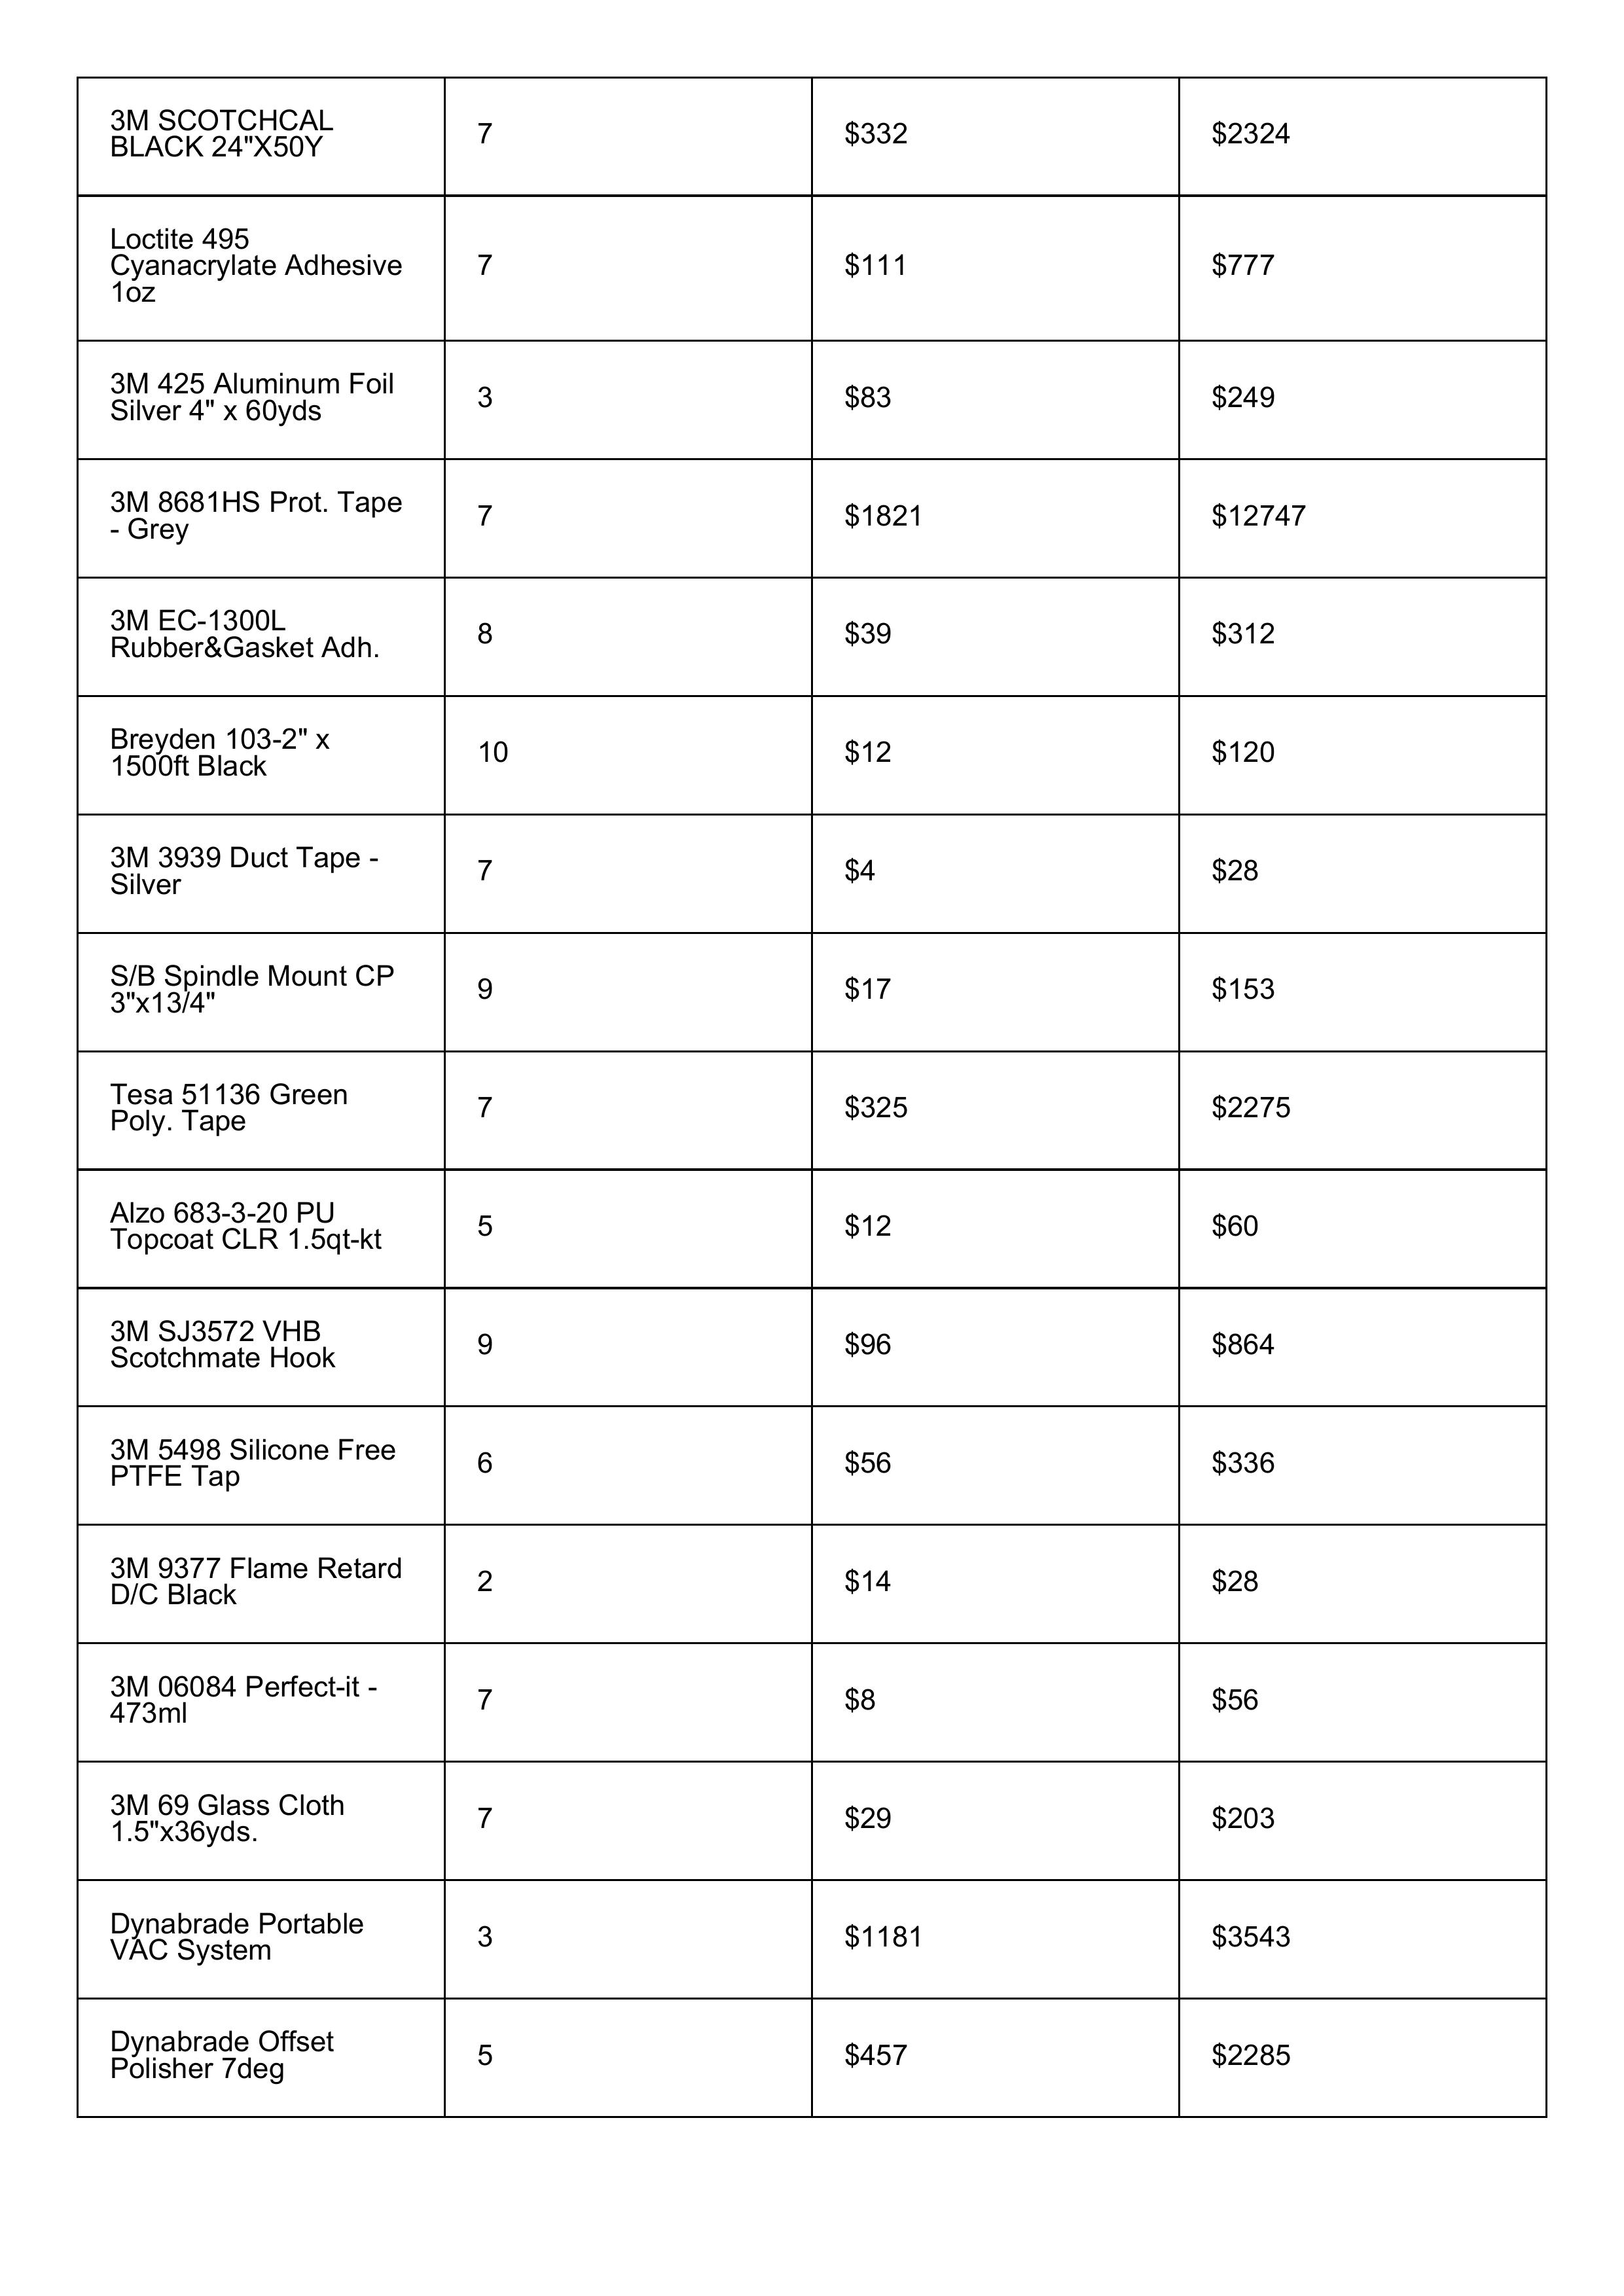 3M SCOTCHCAL
BLACK 24"X50Y
7
$332
$2324
Loctite 495
Cyanacrylate Adhesive
1oz
7
$111
$777
3M 425 Aluminum Foil
Silver 4" x 60yds
3
$83
$249
3M 8681HS Prot. Tape
- Grey
7
$1821
$12747
3M EC-1300L
Rubber&Gasket Adh.
8
$39
$312
Breyden 103-2" x
1500ft Black
10
$12
$120
3M 3939 Duct Tape -
Silver
7
$4
$28
S/B Spindle Mount CP
3"x13/4"
9
$17
$153
Tesa 51136 Green
Poly. Tape
7
$325
$2275
Alzo 683-3-20 PU
Topcoat CLR 1.5qt-kt
5
$12
$60
3M SJ3572 VHB
Scotchmate Hook
9
$96
$864
3M 5498 Silicone Free
PTFE Tap
6
$56
$336
3M 9377 Flame Retard
D/C Black
2
$14
$28
3M 06084 Perfect-it -
473ml
7
$8
$56
3M 69 Glass Cloth
1.5"x36yds.
7
$29
$203
Dynabrade Portable
VAC System
3
$1181
$3543
Dynabrade Offset
Polisher 7deg
5
$457
$2285